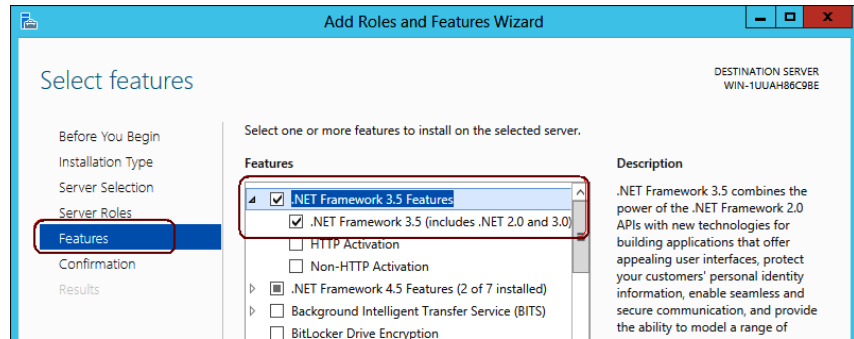 Add Roles and Features Wizard
Select features
DESTINATION SERVER
WIN-1UUAH86C9BE
Before You Begin
Installation Type
Server Selection
Server Roles
Features
Confirmation
Results
Select one or more features to install on the selected server.
Features
.NET Framework 3.5 Features
.NET Framework 3.5 (includes .NET 2.0 and 3.0)
HTTP Activation
Non-HTTP Activation
.NET Framework 4.5 Features (2 of 7 installed)
Background Intelligent Transfer Service (BITS)
BitLocker Drive Encryption
Description
.NET Framework 3.5 combines the
power of the .NET Framework 2.0
APIs with new technologies for
building applications that offer
appealing user interfaces, protect
your customers' personal identity
information, enable seamless and
secure communication, and provide
the ability to model a range of